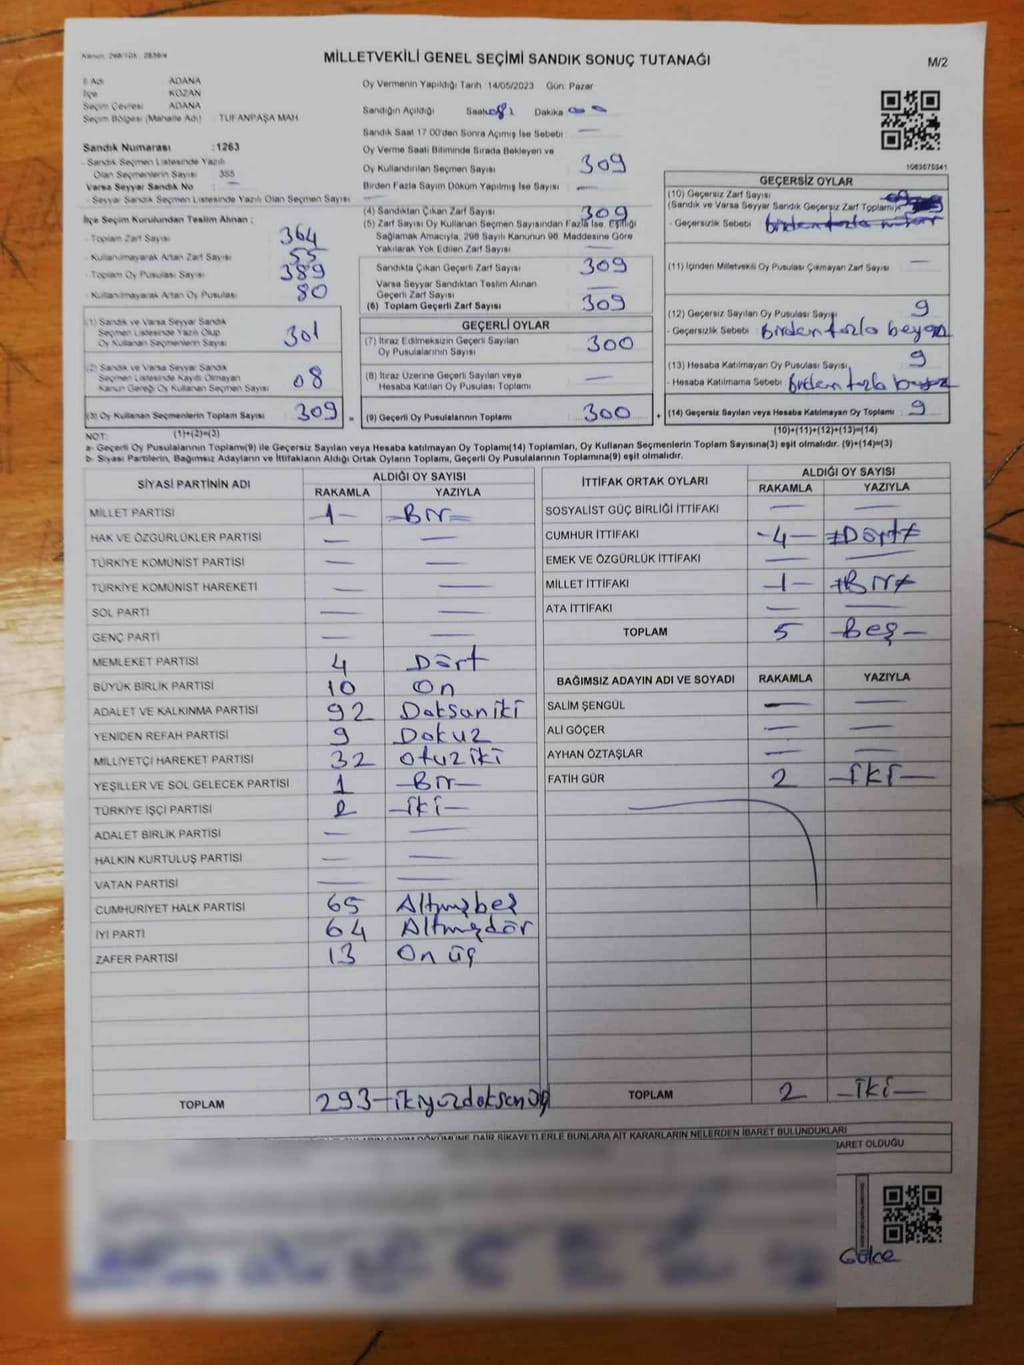 Kanun: 298/105 2839/4
MİLLETVEKİLİ GENEL SEÇİMİ SANDIK SONUÇ TUTANAĞI
M/2
İl Adı ADANA
İlçe KOZAN
Seçim Çevresi ADANA
Seçim Bölgesi (Mahalle Adı) : TUFANPAŞA MAH.
Sandık Numarası :1263
- Sandık Seçmen Listesinde Yazılı
Olan Seçmenlerin Sayısı 355
Varsa Seyyar Sandık No —
- Seyyar Sandık Seçmen Listesinde Yazılı Olan Seçmen Sayısı —
İlçe Seçim Kurulundan Teslim Alınan ;
- Toplam Zarf Sayısı 364
- Kullanılmayarak Artan Zarf Sayısı 55
- Toplam Oy Pusulası Sayısı 389
- Kullanılmayarak Artan Oy Pusulası 80
(1) Sandık ve Varsa Seyyar Sandık
Seçmen Listesinde Yazılı Olup
Oy Kullanan Seçmenlerin Sayısı 301
(2) Sandık ve Varsa Seyyar Sandık
Seçmen Listesinde Kayıtlı Olmayan
Kanun Gereği Oy Kullanan Seçmen Sayısı 08
(3) Oy Kullanan Seçmenlerin Toplam Sayısı 309 =
(1)+(2)=(3)
Oy Vermenin Yapıldığı Tarih :14/05/2023 Gün: Pazar
Sandığın Açıldığı Saat 08: Dakika 00
Sandık Saat 17:00'den Sonra Açılmış İse Sebebi : —
Oy Verme Saati Bitiminde Sırada Bekleyen ve
Oy Kullandırılan Seçmen Sayısı 309
Birden Fazla Sayım Döküm Yapılmış İse Sayısı : —
(4) Sandıktan Çıkan Zarf Sayısı 309
(5) Zarf Sayısı Oy Kullanan Seçmen Sayısından Fazla İse, Eşitliği
Sağlamak Amacıyla, 298 Sayılı Kanunun 98. Maddesine Göre
Yakılarak Yok Edilen Zarf Sayısı —
Sandıkta Çıkan Geçerli Zarf Sayısı 309
Varsa Seyyar Sandıktan Teslim Alınan
Geçerli Zarf Sayısı —
(6) Toplam Geçerli Zarf Sayısı 309
GEÇERLİ OYLAR
(7) İtiraz Edilmeksizin Geçerli Sayılan
Oy Pusulalarının Sayısı 300
(8) İtiraz Üzerine Geçerli Sayılan veya
Hesaba Katılan Oy Pusulası Toplamı —
(9) Geçerli Oy Pusulalarının Toplamı 300 +
1063570341
GEÇERSİZ OYLAR
(10) Geçersiz Zarf Sayısı
(Sandık ve Varsa Seyyar Sandık Geçersiz Zarf Toplamı)
- Geçersizlik Sebebi
(11) İçinden Milletvekili Oy Pusulası Çıkmayan Zarf Sayısı —
(12) Geçersiz Sayılan Oy Pusulası Sayısı 9
- Geçersizlik Sebebi Birden fazla beyaz
(13) Hesaba Katılmayan Oy Pusulası Sayısı 9
Hesaba Katılmama Sebebi Birden fazla beyaz
(14) Geçersiz Sayılan veya Hesaba Katılmayan Oy Toplamı 9
(10)+(11)+(12)+(13)=(14)
NOT:
a- Geçerli Oy Pusulalarının Toplamı(9) ile Geçersiz Sayılan veya Hesaba katılmayan Oy Toplamı(14) Toplamları, Oy Kullanan Seçmenlerin Toplam Sayısına(3) eşit olmalıdır. (9)+(14)=(3)
b- Siyasi Partilerin, Bağımsız Adayların ve İttifakların Aldığı Ortak Oyların Toplamı, Geçerli Oy Pusulalarının Toplamına(9) eşit olmalıdır.
SİYASİ PARTİNİN ADI ALDIĞI OY SAYISI
RAKAMLA YAZIYLA
MİLLET PARTİSİ 1 Bir
HAK VE ÖZGÜRLÜKLER PARTİSİ — —
TÜRKİYE KOMÜNİST PARTİSİ — —
TÜRKİYE KOMÜNİST HAREKETİ — —
SOL PARTİ — —
GENÇ PARTİ — —
MEMLEKET PARTİSİ 4 Dört
BÜYÜK BİRLİK PARTİSİ 10 On
ADALET VE KALKINMA PARTİSİ 92 Doksaniki
YENİDEN REFAH PARTİSİ 9 Dokuz
MİLLİYETÇİ HAREKET PARTİSİ 32 otuziki
YEŞİLLER VE SOL GELECEK PARTİSİ 1 —Bir—
TÜRKİYE İŞÇİ PARTİSİ 2 —iki—
ADALET BİRLİK PARTİSİ — —
HALKIN KURTULUŞ PARTİSİ — —
VATAN PARTİSİ — —
CUMHURİYET HALK PARTİSİ 65 Altmışbeş
İYİ PARTİ 64 Altmışdör
ZAFER PARTİSİ 13 On üç
TOPLAM 293 —ikiyüzdoksanüç
İTTİFAK ORTAK OYLARI ALDIĞI OY SAYISI
RAKAMLA YAZIYLA
SOSYALİST GÜÇ BİRLİĞİ İTTİFAKI — —
CUMHUR İTTİFAKI -4- Dört
EMEK VE ÖZGÜRLÜK İTTİFAKI — —
MİLLET İTTİFAKI -1- Bir
ATA İTTİFAKI — —
TOPLAM 5 -Beş-
BAĞIMSIZ ADAYIN ADI VE SOYADI RAKAMLA YAZIYLA
SALİM ŞENGÜL — —
ALİ GÖÇER — —
AYHAN ÖZTAŞLAR — —
FATİH GÜR 2 —iki—
TOPLAM 2 —iki—
SAYIM DÖKÜMÜNE DAİR ŞİKAYETLERLE BUNLARA AİT KARARLARIN NELERDEN İBARET BULUNDUKLARI
İBARET OLDUĞU
Gökçe